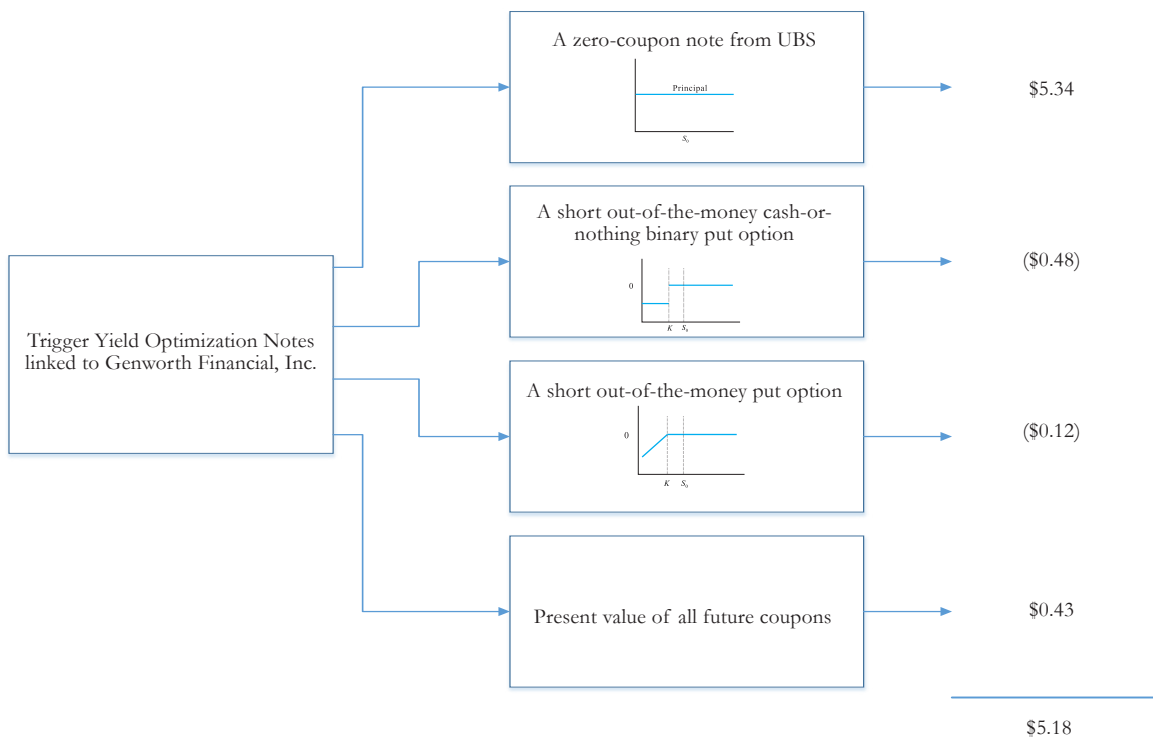 A zero-coupon note from UBS
Principal
S₀
$5.34
A short out-of-the-money cash-or-
nothing binary put option
0
K S₀
($0.48)
Trigger Yield Optimization Notes
linked to Genworth Financial, Inc.
A short out-of-the-money put option
0
K S₀
($0.12)
Present value of all future coupons
$0.43
$5.18